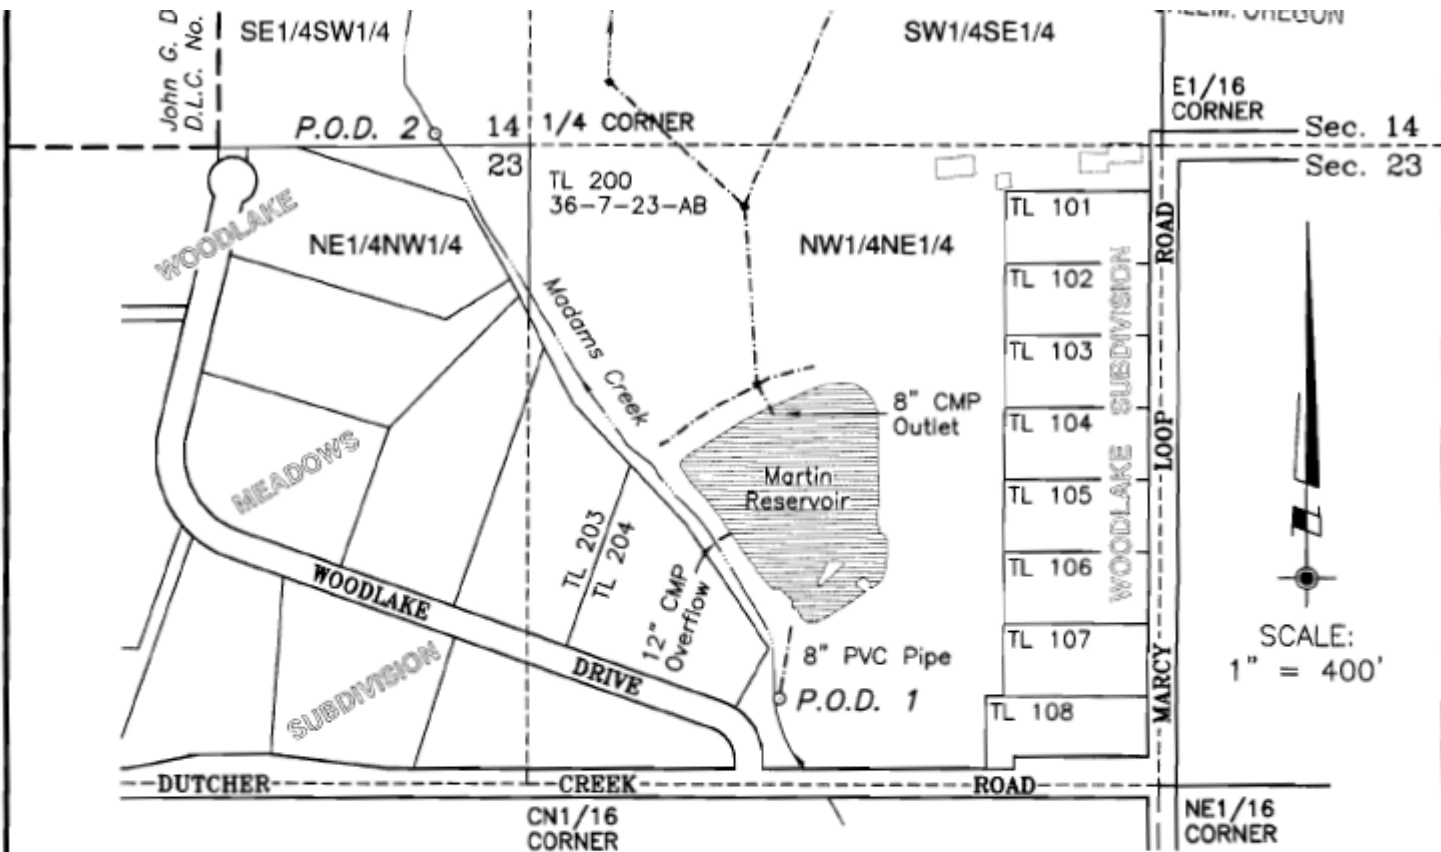 OREGON
SE1/4SW1/4
SW1/4SE1/4
John G. D
D.L.C. No.
E1/16
CORNER
P.O.D. 2
14
1/4 CORNER
Sec. 14
23
Sec. 23
TL 200
36-7-23-AB
WOODLAKE
NE1/4NW1/4
NW1/4NE1/4
TL 101
TL 102
TL 103
TL 104
TL 105
TL 106
TL 107
TL 108
WOODLAKE SUBDIVISION
MARCY LOOP ROAD
Madams Creek
8" CMP
Outlet
Martin
Reservoir
MEADOWS
TL 203
TL 204
12" CMP
Overflow
WOODLAKE DRIVE
SUBDIVISION
8" PVC Pipe
P.O.D. 1
SCALE:
1" = 400'
DUTCHER CREEK ROAD
CN1/16
CORNER
NE1/16
CORNER